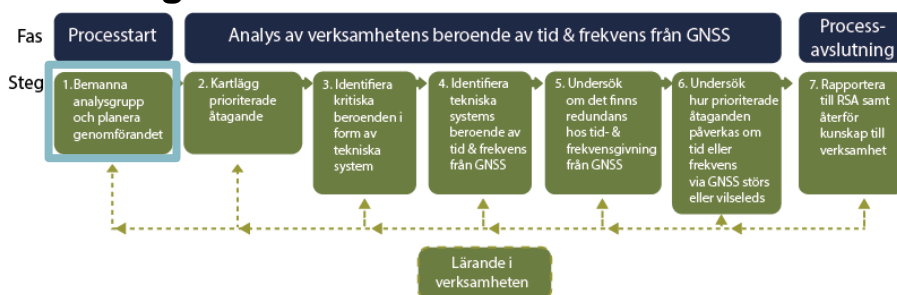 Fas
Processtart
Analys av verksamhetens beroende av tid & frekvens från GNSS
Process-
avslutning
Steg
1. Bemanna
analysgrupp
och planera
genomförandet
2. Kartlägg
prioriterade
åtagande
3. Identifiera
kritiska
beroenden i
form av
tekniska
system
4. Identifiera
tekniska
systems
beroende av
tid & frekvens
från GNSS
5. Undersök
om det finns
redundans
hos tid- &
frekvensgivning
från GNSS
6. Undersök
hur prioriterade
åtaganden
påverkas om
tid eller
frekvens
via GNSS störs
eller vilseleds
7. Rapportera
till RSA samt
återför
kunskap till
verksamhet
Lärande i
verksamheten